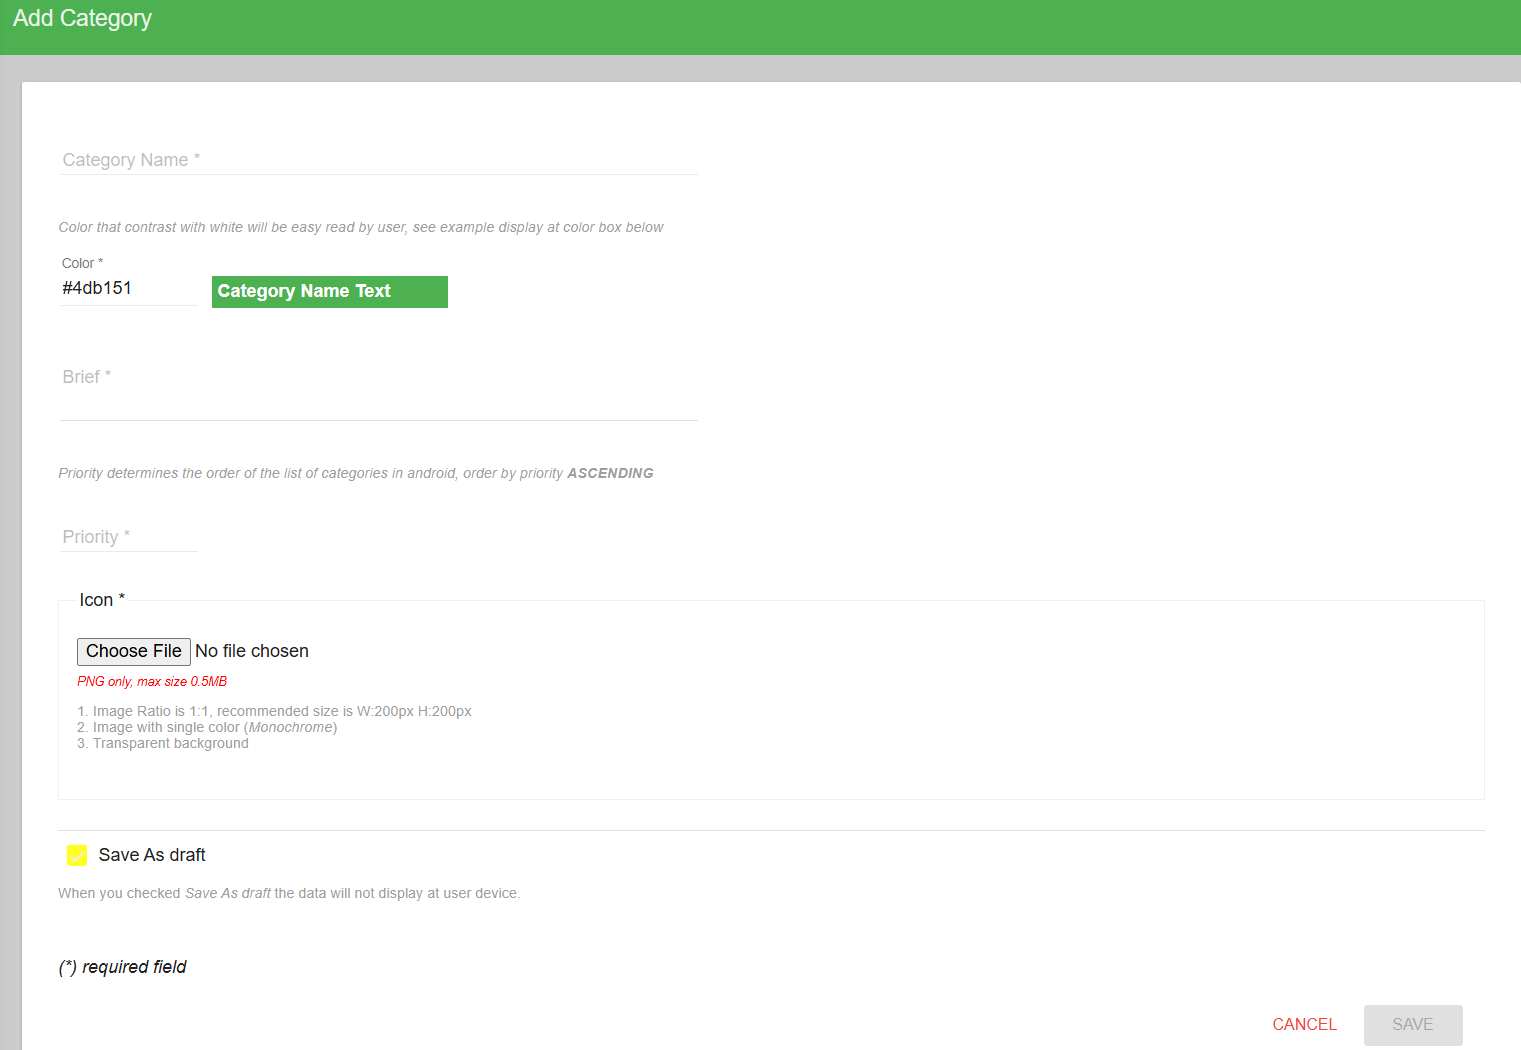 Add Category
Category Name *
Color that contrast with white will be easy read by user, see example display at color box below
Color *
#4db151
Category Name Text
Brief *
Priority determines the order of the list of categories in android, order by priority ASCENDING
Priority *
Icon *
Choose File No file chosen
PNG only, max size 0.5MB
1. Image Ratio is 1:1, recommended size is W:200px H:200px
2. Image with single color (Monochrome)
3. Transparent background
Save As draft
When you checked Save As draft the data will not display at user device.
(*) required field
CANCEL SAVE